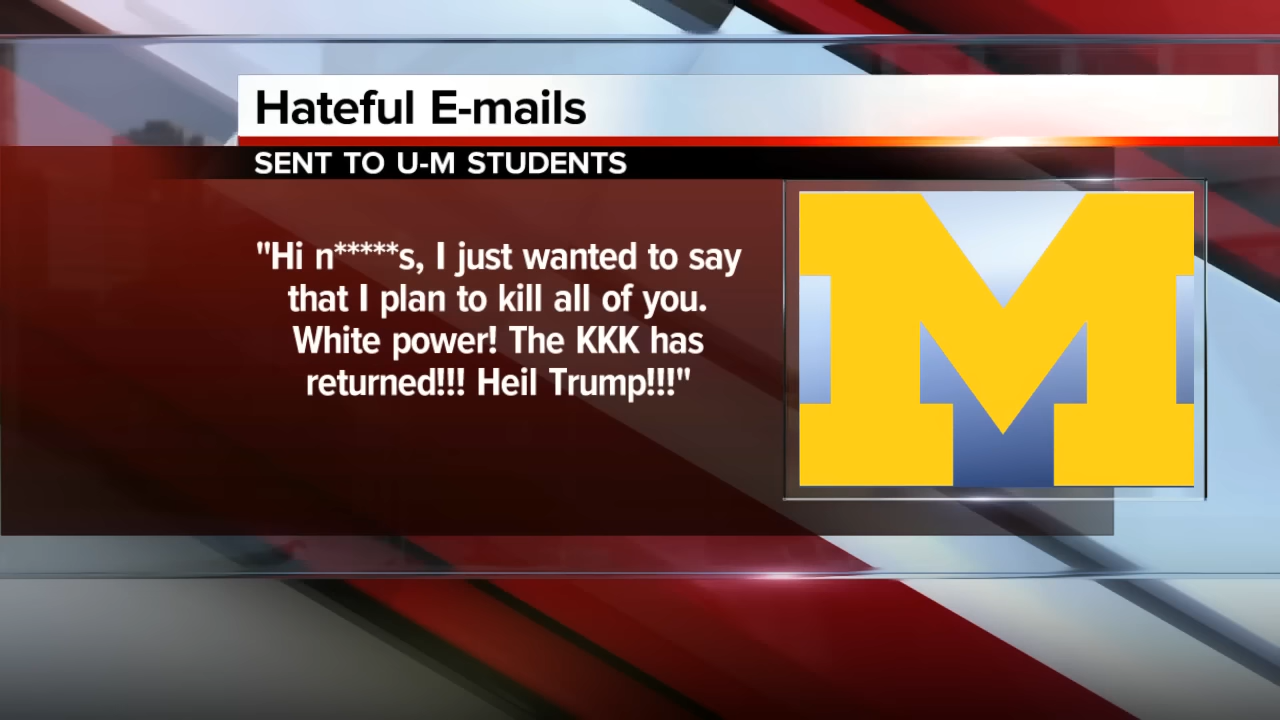 Hateful E-mails
SENT TO U-M STUDENTS
"Hi n*****s, I just wanted to say
that I plan to kill all of you.
White power! The KKK has
returned!!! Heil Trump!!!"
M